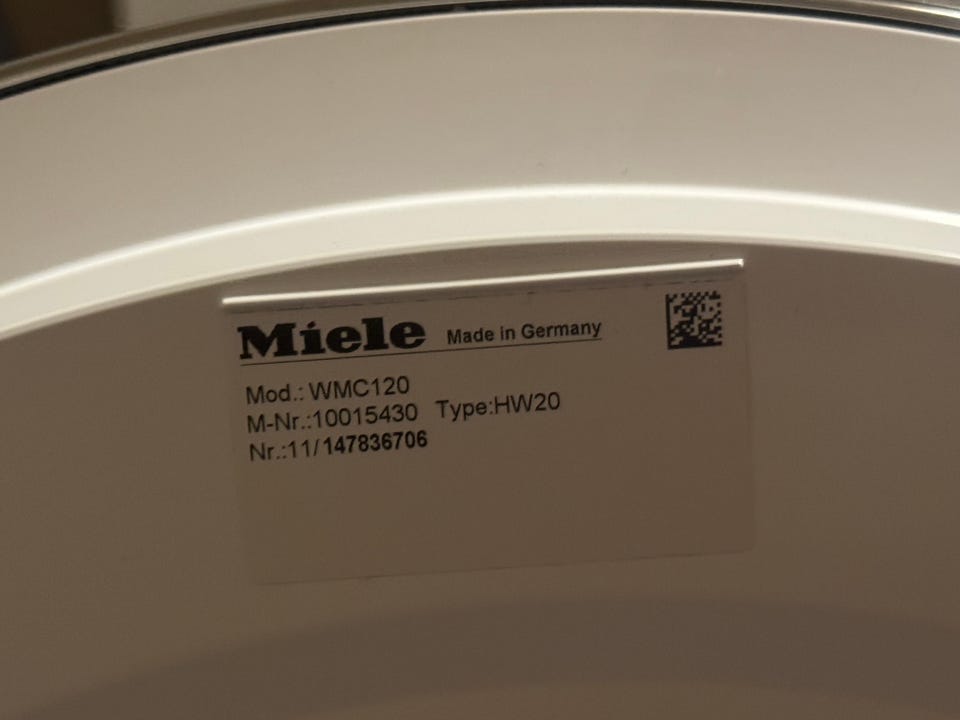 Miele Made in Germany
Mod.: WMC120
M-Nr.:10015430 Type:HW20
Nr.:11/147836706